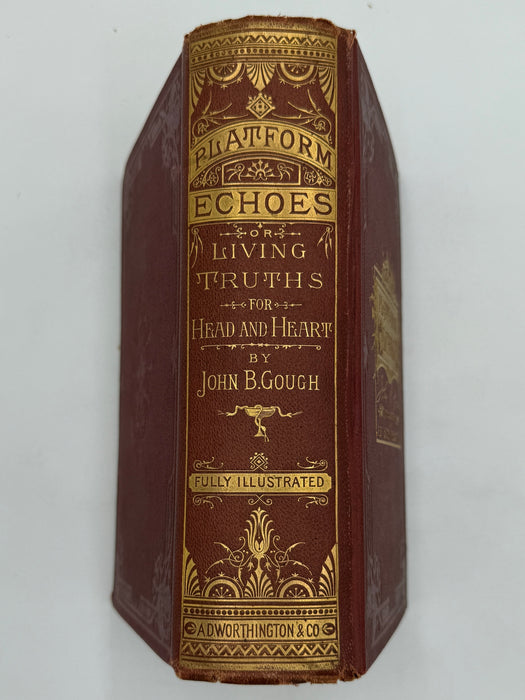 PLATFORM
ECHOES
OR
LIVING
TRUTHS
FOR
HEAD AND HEART
BY
JOHN B. GOUGH
FULLY ILLUSTRATED
A. D. WORTHINGTON & CO